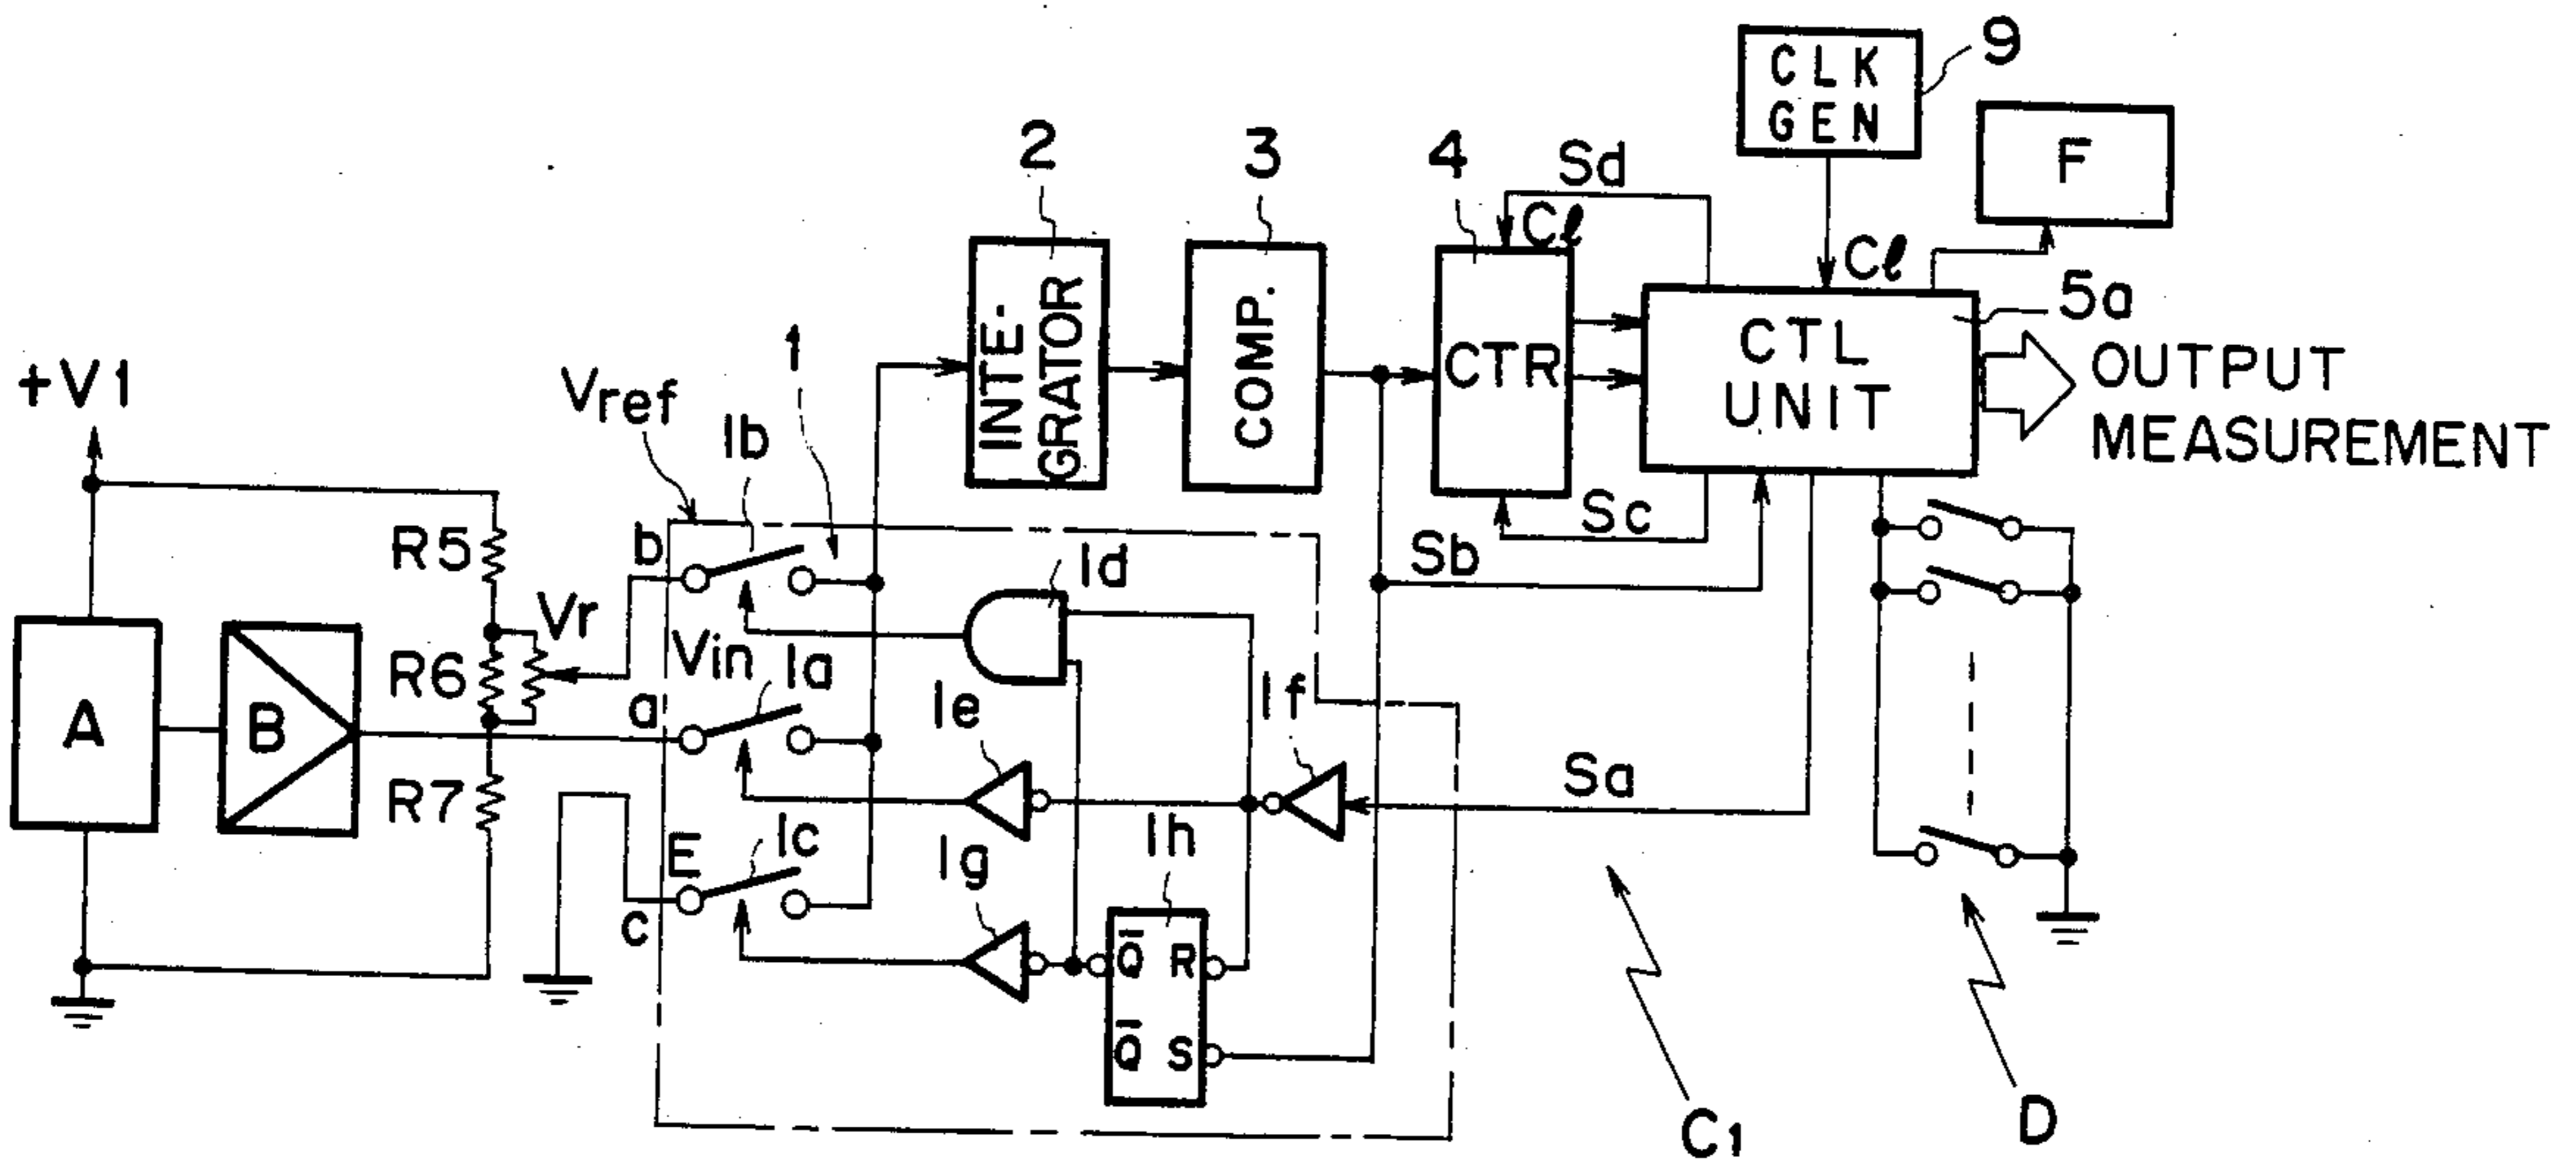 9
CLK
GEN
F
2
3
4
Sd
Cℓ
Cℓ
5a
INTE-
GRATOR
COMP.
CTR
CTL
UNIT
OUTPUT
MEASUREMENT
+V1
Vref
1
1b
b
R5
Vr
1d
Sb
Sc
A
B
R6
Vin
1a
a
1e
1f
Sa
R7
E
1c
c
1g
1h
Q̅ R
Q̅ S
C1
D